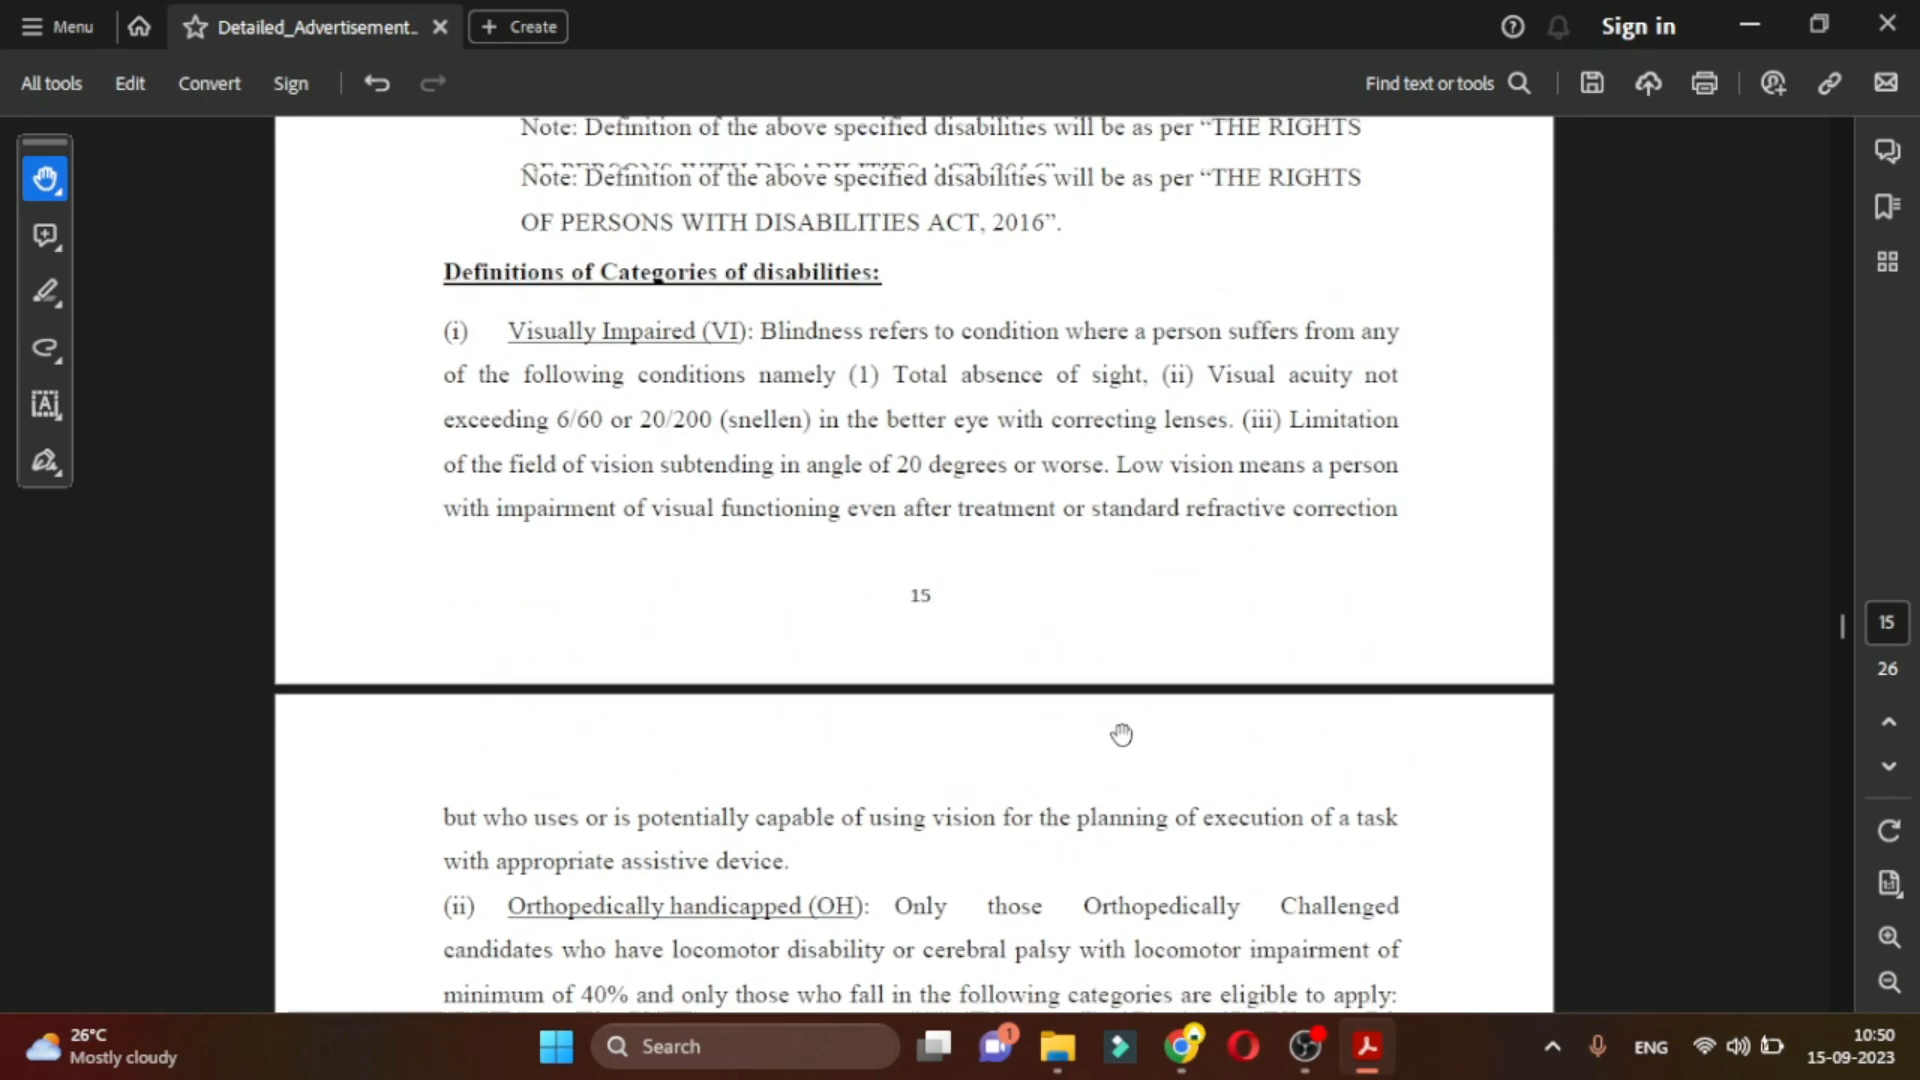 Menu
Detailed_Advertisement..
Create
Sign in
All tools
Edit
Convert
Sign
Find text or tools
Note: Definition of the above specified disabilities will be as per “THE RIGHTS
Note: Definition of the above specified disabilities will be as per “THE RIGHTS
OF PERSONS WITH DISABILITIES ACT, 2016”.
Definitions of Categories of disabilities:
(i) Visually Impaired (VI): Blindness refers to condition where a person suffers from any
of the following conditions namely (1) Total absence of sight, (ii) Visual acuity not
exceeding 6/60 or 20/200 (snellen) in the better eye with correcting lenses. (iii) Limitation
of the field of vision subtending in angle of 20 degrees or worse. Low vision means a person
with impairment of visual functioning even after treatment or standard refractive correction
15
15
26
but who uses or is potentially capable of using vision for the planning of execution of a task
with appropriate assistive device.
(ii) Orthopedically handicapped (OH): Only those Orthopedically Challenged
candidates who have locomotor disability or cerebral palsy with locomotor impairment of
minimum of 40% and only those who fall in the following categories are eligible to apply:
26°C
Mostly cloudy
Search
1
ENG
10:50
15-09-2023